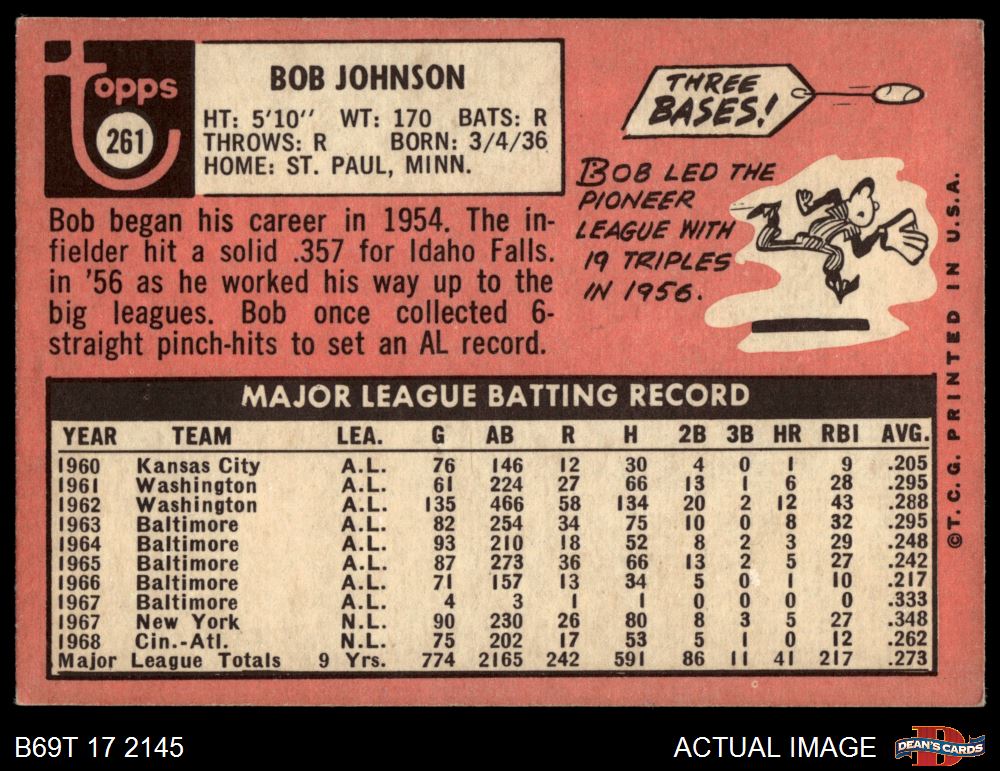 Topps
261
BOB JOHNSON
HT: 5'10" WT: 170 BATS: R
THROWS: R BORN: 3/4/36
HOME: ST. PAUL, MINN.
Bob began his career in 1954. The in-
fielder hit a solid .357 for Idaho Falls.
in '56 as he worked his way up to the
big leagues. Bob once collected 6-
straight pinch-hits to set an AL record.
THREE
BASES!
BOB LED THE
PIONEER
LEAGUE WITH
19 TRIPLES
IN 1956.
MAJOR LEAGUE BATTING RECORD
YEAR TEAM LEA. G AB R H 2B 3B HR RBI AVG.
1960 Kansas City A.L. 76 146 12 30 4 0 1 9 .205
1961 Washington A.L. 61 224 27 66 13 1 6 28 .295
1962 Washington A.L. 135 466 58 134 20 2 12 43 .288
1963 Baltimore A.L. 82 254 34 75 10 0 8 32 .295
1964 Baltimore A.L. 93 210 18 52 8 2 3 29 .248
1965 Baltimore A.L. 87 273 36 66 13 2 5 27 .242
1966 Baltimore A.L. 71 157 13 34 5 0 1 10 .217
1967 Baltimore A.L. 4 3 1 1 0 0 0 0 .333
1967 New York N.L. 90 230 26 80 8 3 5 27 .348
1968 Cin.-Atl. N.L. 75 202 17 53 5 1 0 12 .262
Major League Totals 9 Yrs. 774 2165 242 591 86 11 41 217 .273
©T. C. G. PRINTED IN U.S.A.
B69T 17 2145
ACTUAL IMAGE
D
DEAN'S CARDS